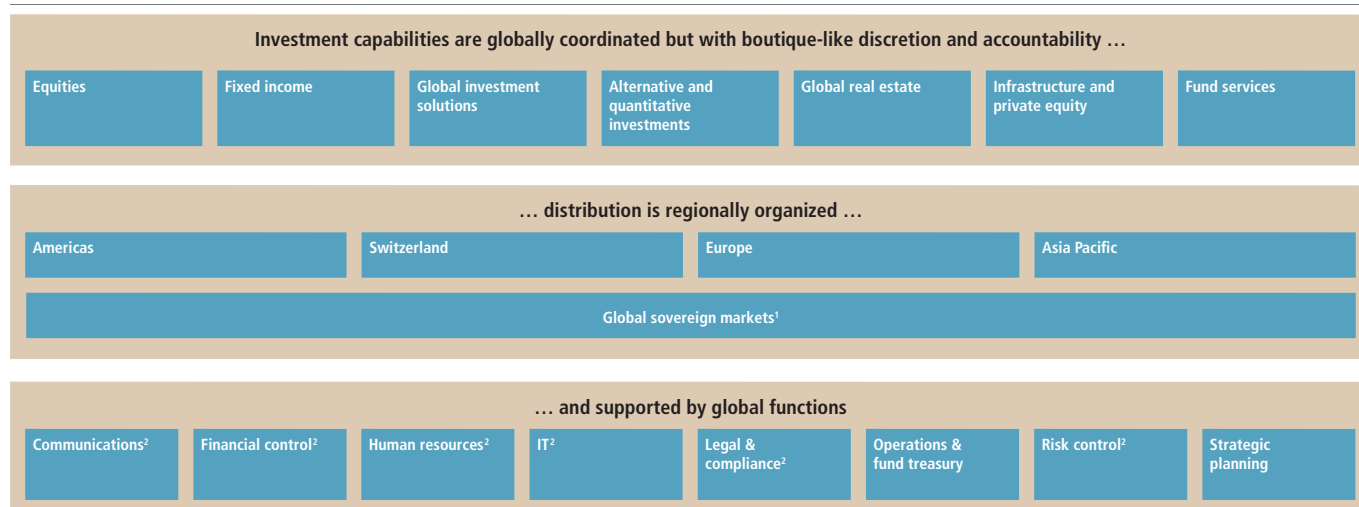 Investment capabilities are globally coordinated but with boutique-like discretion and accountability …
Equities
Fixed income
Global investment
solutions
Alternative and
quantitative
investments
Global real estate
Infrastructure and
private equity
Fund services
… distribution is regionally organized …
Americas
Switzerland
Europe
Asia Pacific
Global sovereign markets¹
… and supported by global functions
Communications²
Financial control²
Human resources²
IT²
Legal &
compliance²
Operations &
fund treasury
Risk control²
Strategic
planning